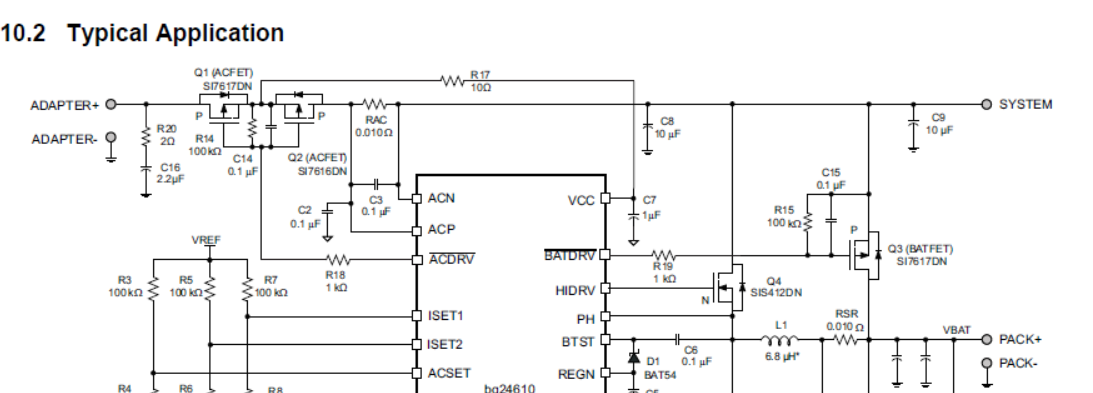 10.2 Typical Application
Q1 (ACFET)
SI7617DN
R17
10Ω
ADAPTER+
P
P
RAC
0.010Ω
C8
10 µF
C9
10 µF
SYSTEM
ADAPTER-
R20
2Ω
R14
100kΩ
C14
0.1 µF
Q2 (ACFET)
SI7616DN
C16
2.2µF
C15
0.1 µF
C2
0.1 µF
C3
0.1 µF
ACN
VCC
C7
1µF
R15
100 kΩ
P
ACP
VREF
ACDRV
BATDRV
Q3 (BATFET)
SI7617DN
R18
1 kΩ
R19
1 kΩ
R3
100kΩ
R5
100 kΩ
R7
100 kΩ
HIDRV
N
Q4
SIS412DN
ISET1
PH
L1
6.8 µH*
RSR
0.010 Ω
VBAT
PACK+
ISET2
BTST
C6
0.1 µF
D1
BAT54
PACK-
ACSET
REGN
R4
R6
R8
bq24610
C5